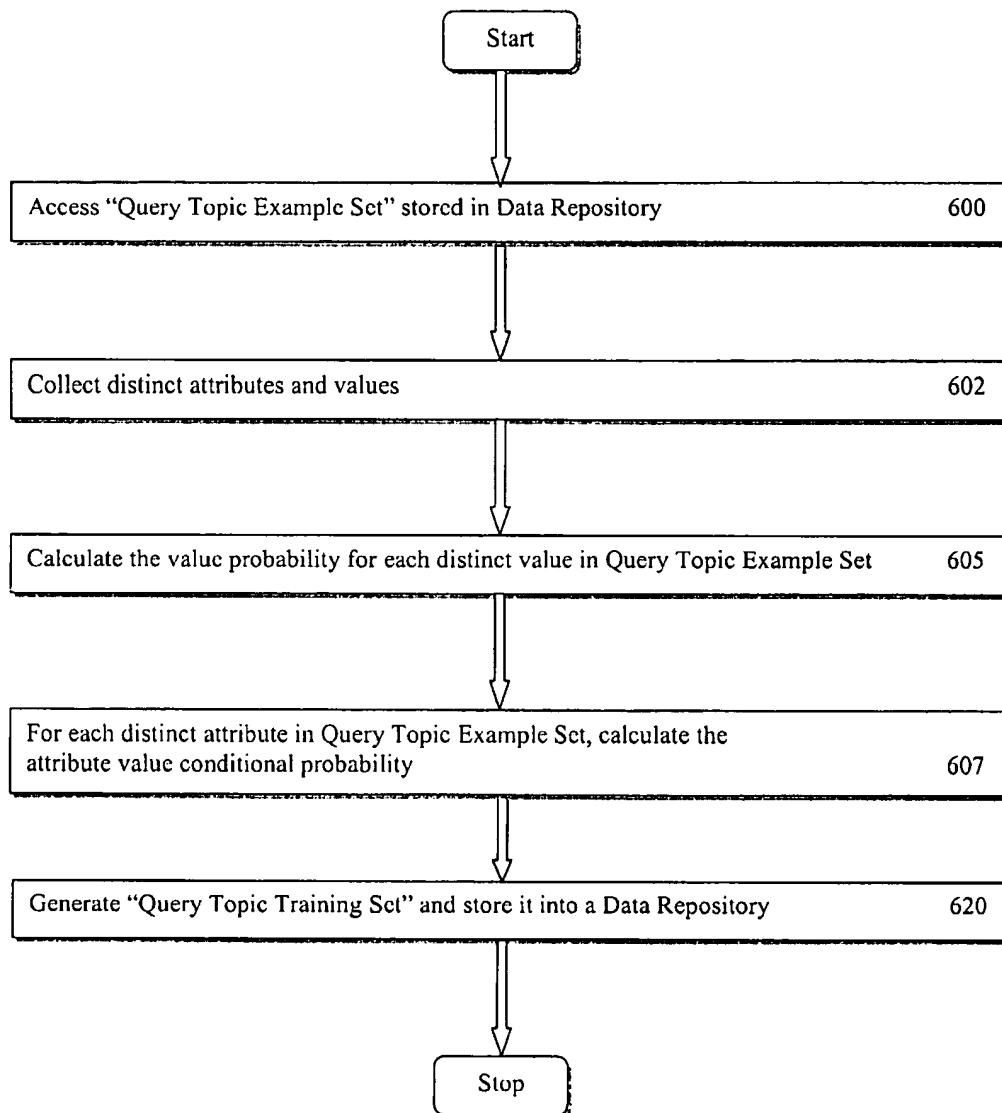 Start
Access “Query Topic Example Set” stored in Data Repository 600
Collect distinct attributes and values 602
Calculate the value probability for each distinct value in Query Topic Example Set 605
For each distinct attribute in Query Topic Example Set, calculate the
attribute value conditional probability 607
Generate “Query Topic Training Set” and store it into a Data Repository 620
Stop